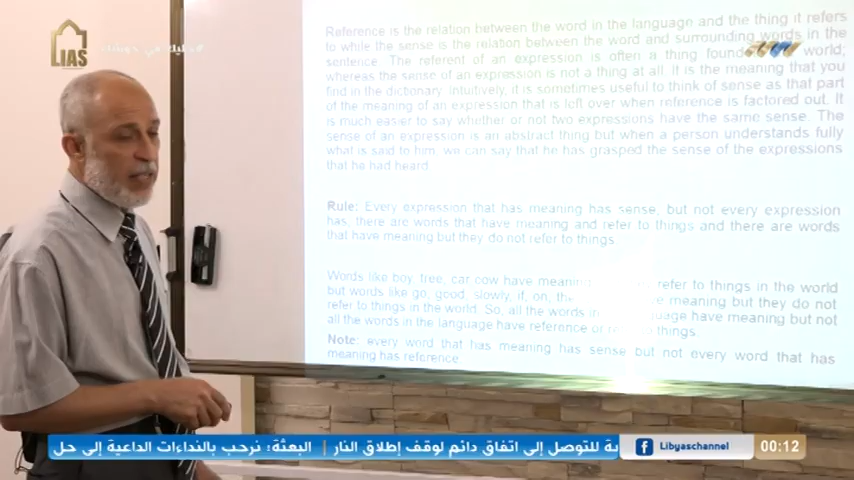 LIAS
#خليك في حوشك
Reference is the relation between the word in the language and the thing it refers
to while the sense is the relation between the word and surrounding words in the
sentence. The referent of an expression is often a thing found world;
whereas the sense of an expression is not a thing at all. It is the meaning that you
find in the dictionary. Intuitively, it is sometimes useful to think of sense as that part
of the meaning of an expression that is left over when reference is factored out. It
is much easier to say whether or not two expressions have the same sense. The
sense of an expression is an abstract thing but when a person understands fully
what is said to him, we can say that he has grasped the sense of the expressions
that he had heard.
Rule: Every expression that has meaning has sense, but not every expression
has, there are words that have meaning and refer to things and there are words
that have meaning but they do not refer to things.
Words like boy, tree, car cow have meaning refer to things in the world
but words like go, good, slowly, if, on, meaning but they do not
refer to things in the world. So, all the words in language have meaning but not
all the words in the language have reference or things.
Note: every word that has meaning has sense but not every word that has
meaning has reference.
للتوصل إلى اتفاق دائم لوقف إطلاق النار | البعثة: نرحب بالنداءات الداعية إلى حل
Libyaschannel
00:12